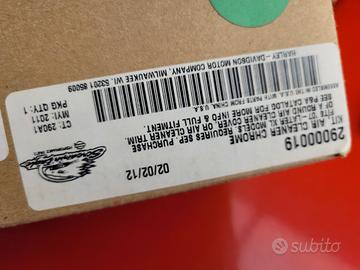 29000019
KIT, AIR CLEANER CHROME
FITS '07-LATER XL MODELS. REQUIRES SEP. PURCHASE
OF A ROUND XL AIR CLEANER COVER OR AIR CLEANER TRIM.
SEE P&A CATALOG FOR MORE INFO & FULL FITMENT.
02/02/12
CT: 290A1
MYI: 2011
PKG QTY: 1
ASSEMBLED IN THE U.S.A. WITH PARTS FROM CHINA, U.S.A.
HARLEY-DAVIDSON MOTOR COMPANY, MILWAUKEE WI. 53201 85009
subito